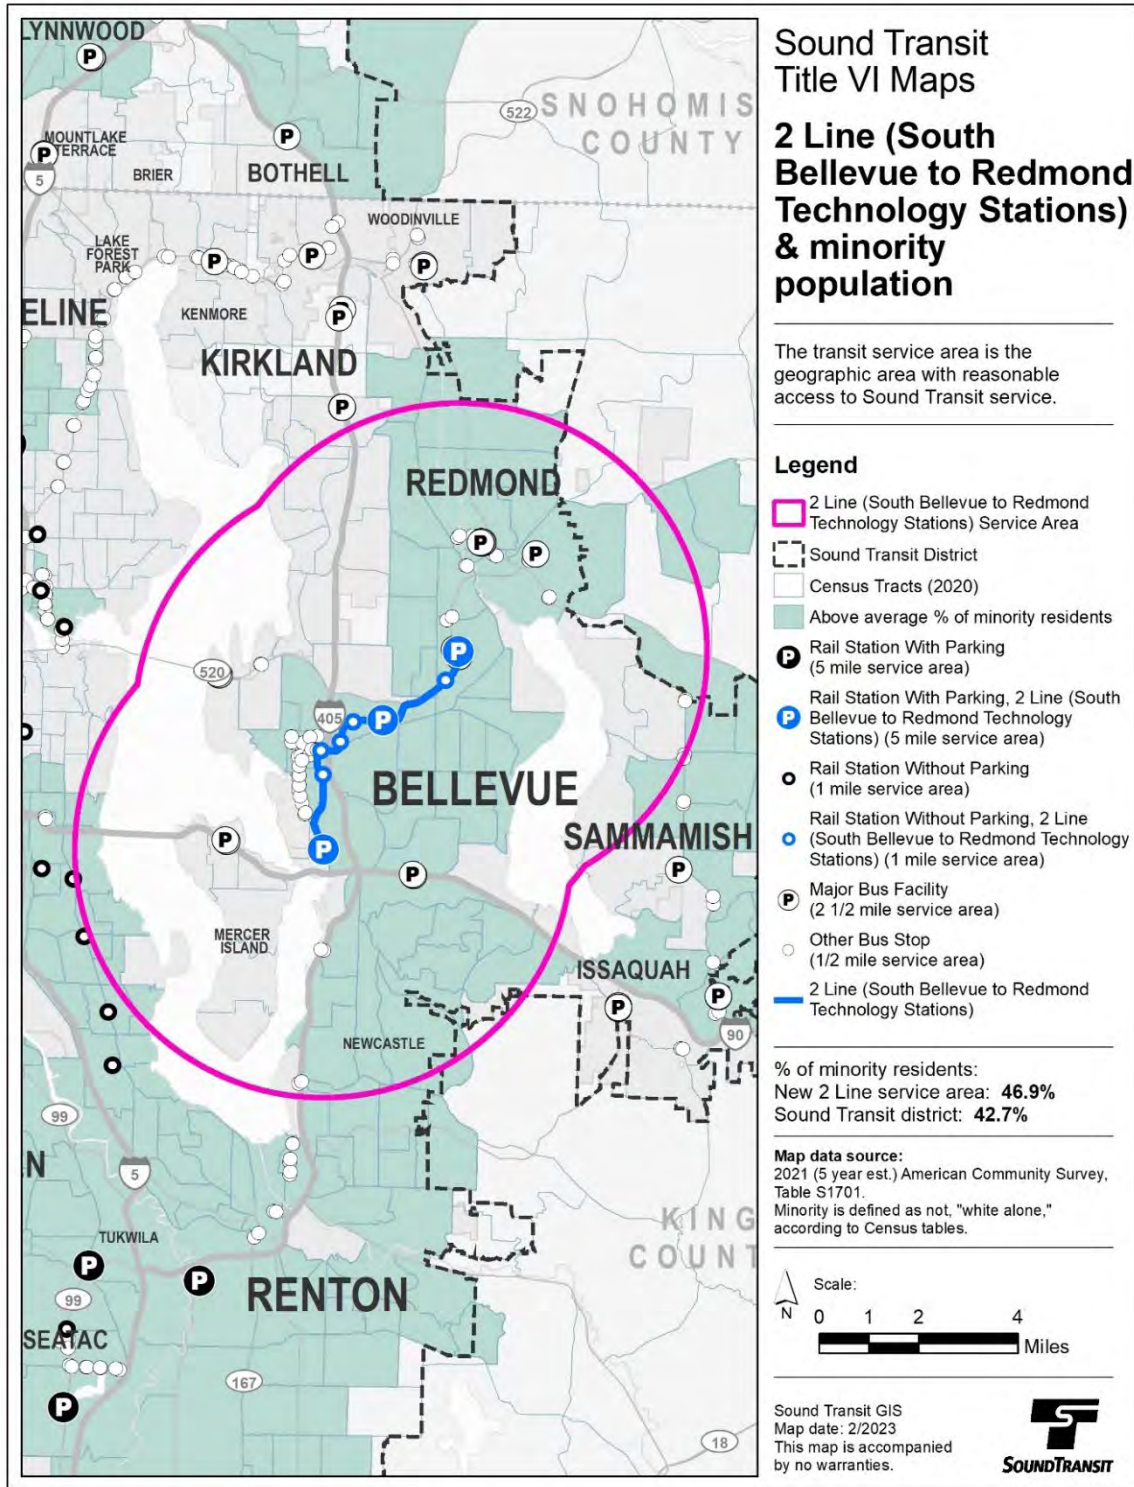 LYNNWOOD
P
MOUNTLAKE
TERRACE
P
5
BRIER
P
BOTHELL
522
SNOHOMIS
COUNTY
WOODINVILLE
LAKE
FOREST
PARK
P
P
P
ELINE
KENMORE
P
KIRKLAND
P
REDMOND
P
P
P
520
405
P
BELLEVUE
SAMMAMISH
P
P
P
P
MERCER
ISLAND
ISSAQUAH
P
P
P
90
NEWCASTLE
99
N
5
TUKWILA
KING
COUNT
P
P
RENTON
99
SEATAC
167
P
18
Sound Transit
Title VI Maps
2 Line (South
Bellevue to Redmond
Technology Stations)
& minority
population
The transit service area is the
geographic area with reasonable
access to Sound Transit service.
Legend
2 Line (South Bellevue to Redmond
Technology Stations) Service Area
Sound Transit District
Census Tracts (2020)
Above average % of minority residents
P
Rail Station With Parking
(5 mile service area)
P
Rail Station With Parking, 2 Line (South
Bellevue to Redmond Technology
Stations) (5 mile service area)
Rail Station Without Parking
(1 mile service area)
Rail Station Without Parking, 2 Line
(South Bellevue to Redmond Technology
Stations) (1 mile service area)
P
Major Bus Facility
(2 1/2 mile service area)
Other Bus Stop
(1/2 mile service area)
2 Line (South Bellevue to Redmond
Technology Stations)
% of minority residents:
New 2 Line service area: 46.9%
Sound Transit district: 42.7%
Map data source:
2021 (5 year est.) American Community Survey,
Table S1701.
Minority is defined as not, "white alone,"
according to Census tables.
N
Scale:
0 1 2 4
Miles
Sound Transit GIS
Map date: 2/2023
This map is accompanied
by no warranties.
SOUNDTRANSIT